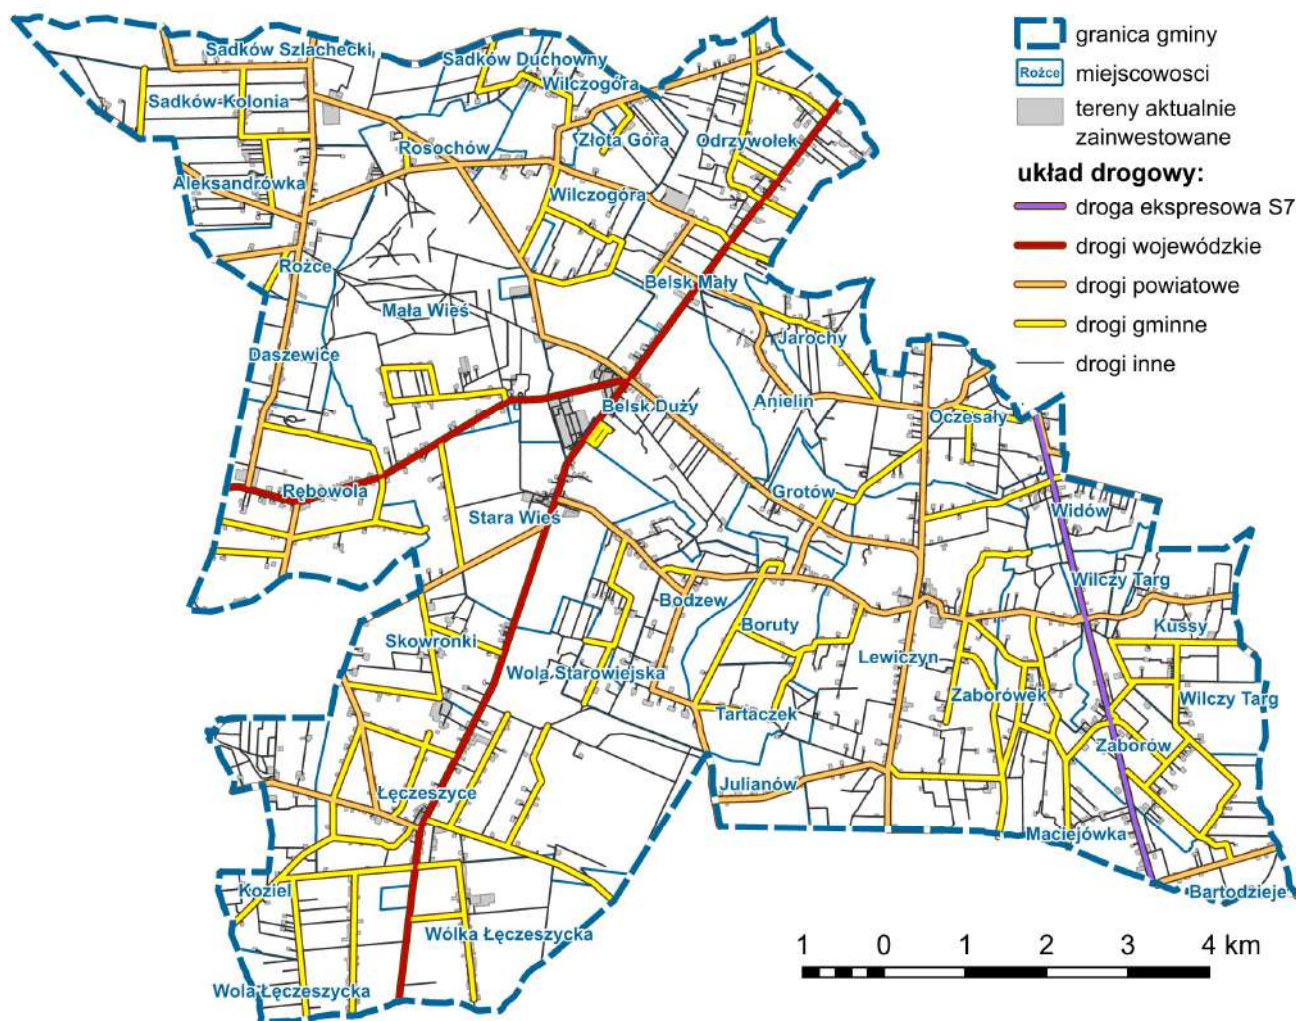 granica gminy
Rożce
miejscowosci
tereny aktualnie
zainwestowane
układ drogowy:
droga ekspresowa S7
drogi wojewódzkie
drogi powiatowe
drogi gminne
drogi inne
Sadków Szlachecki
Sadków Duchowny
Wilczogóra
Sadków-Kolonia
Złota Góra
Odrzywołek
Rosochów
Aleksandrówka
Wilczogóra
Rożce
Belsk Mały
Mała Wieś
Jarochy
Daszewice
Anielin
Belsk Duży
Oczesały
Rębowola
Grotów
Stara Wieś
Widów
Wilczy Targ
Bodzew
Boruty
Kussy
Skowronki
Lewiczyn
Wola Starowiejska
Zaborówek
Wilczy Targ
Tartaczek
Zaborów
Julianów
Łęczeszyce
Maciejówka
Kozieł
Bartodzieje
Wólka Łęczeszycka
Wola Łęczeszycka
1 0 1 2 3 4 km